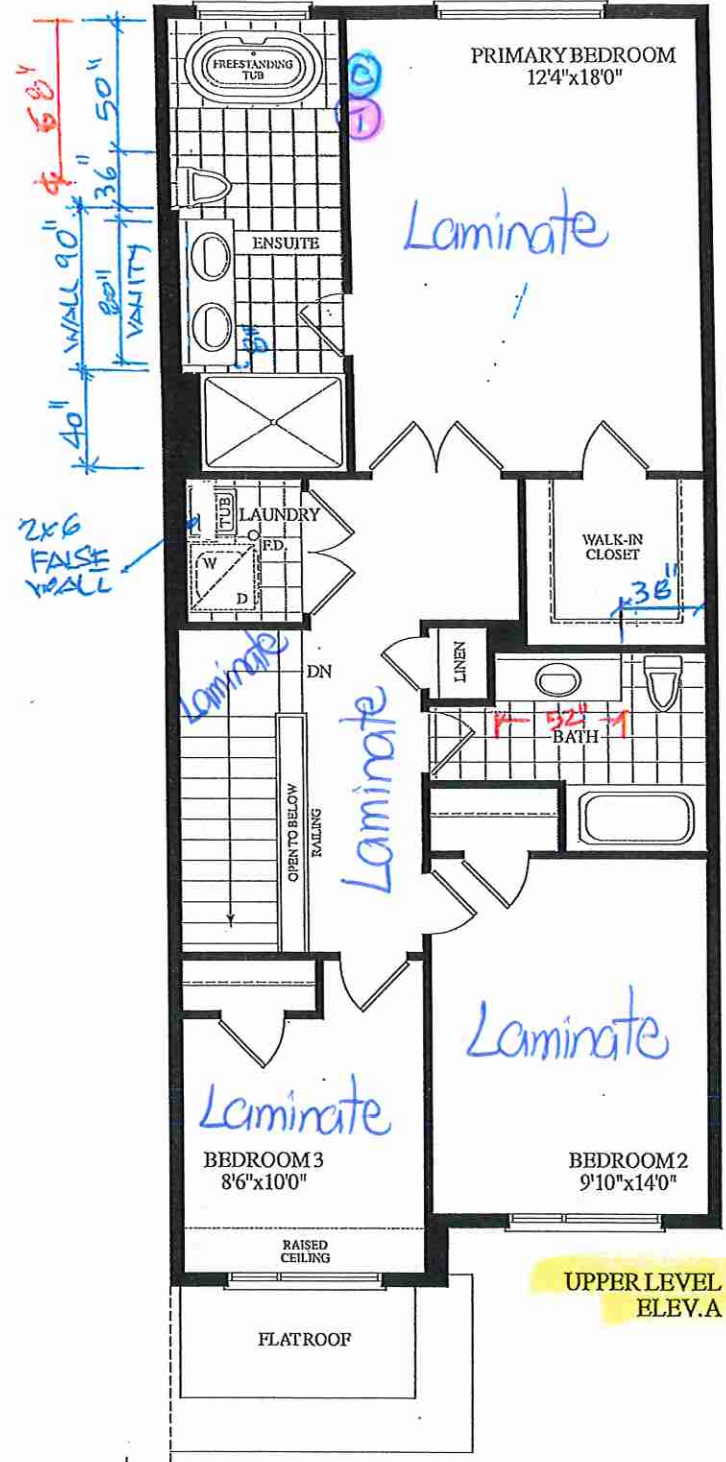 PRIMARY BEDROOM
12'4"x18'0"
FREESTANDING
TUB
68"
50"
36"
WALL 90"
80"
VANITY
40"
ENSUITE
Laminate
2x6
FALSE
WALL
TUB
LAUNDRY
F.D.
W
D
WALK-IN
CLOSET
38"
LINEN
DN
Laminate
Laminate
52"
BATH
OPEN TO BELOW
RAILING
Laminate
BEDROOM 3
8'6"x10'0"
Laminate
BEDROOM 2
9'10"x14'0"
RAISED
CEILING
UPPER LEVEL
ELEV.A
FLAT ROOF